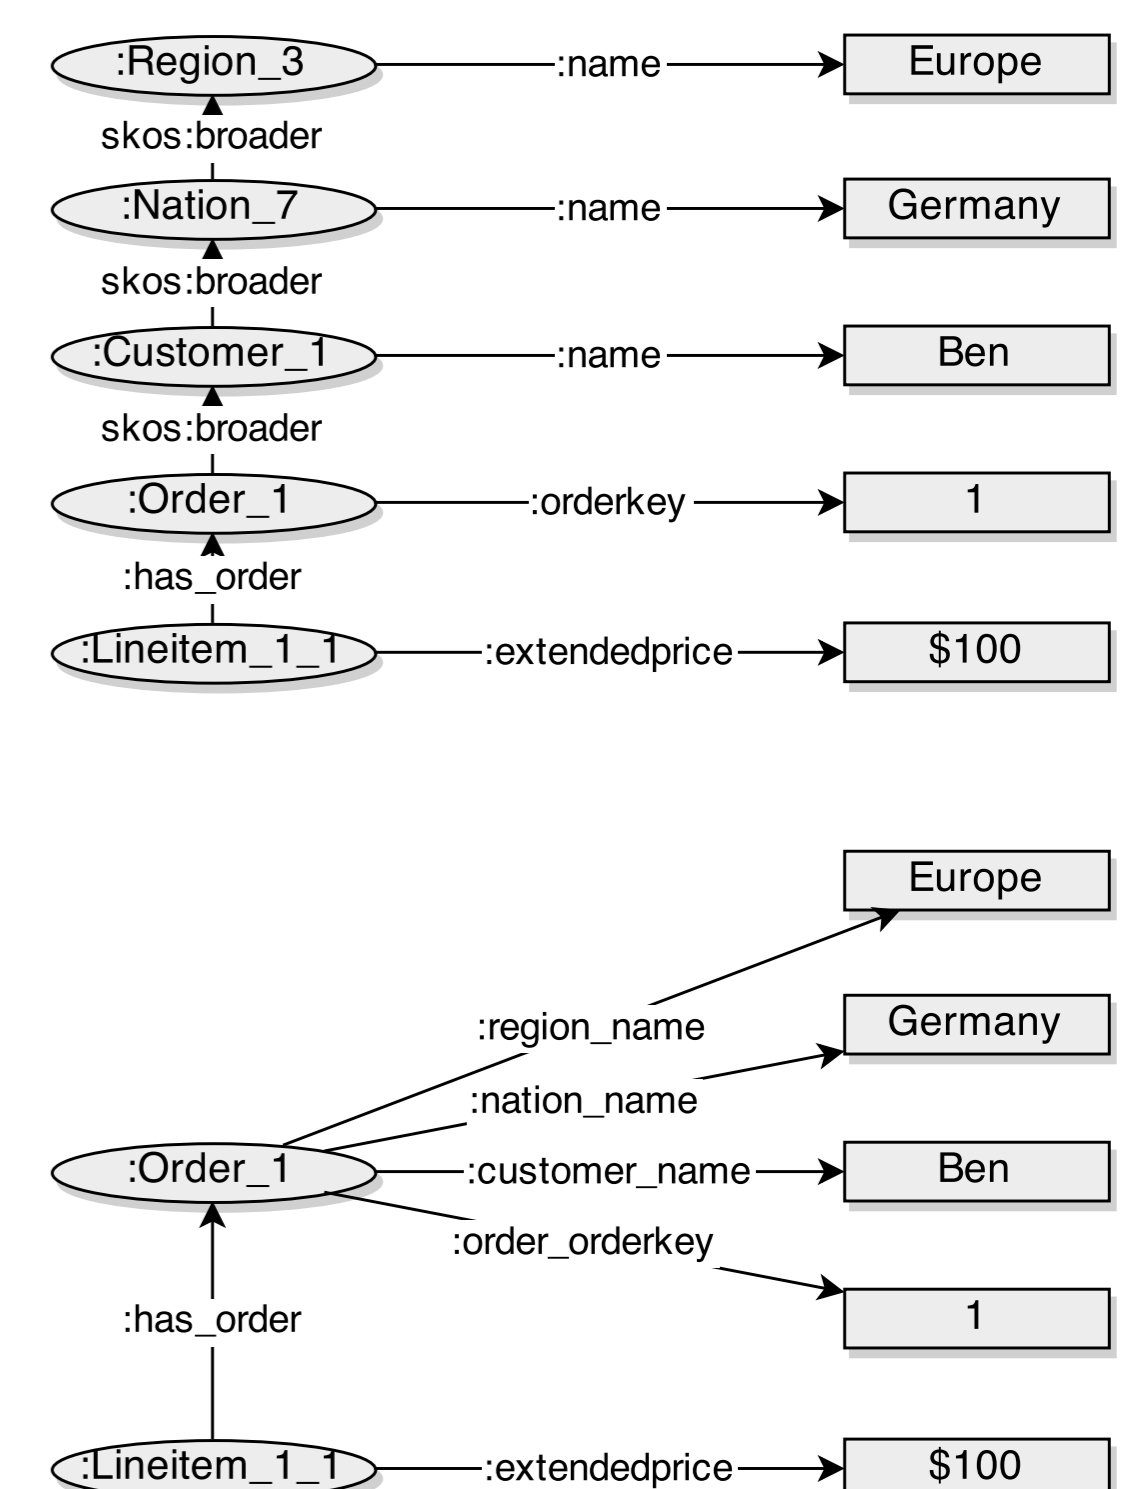 :Region_3 :name Europe
skos:broader
:Nation_7 :name Germany
skos:broader
:Customer_1 :name Ben
skos:broader
:Order_1 :orderkey 1
:has_order
:Lineitem_1_1 :extendedprice $100
Europe
:region_name
Germany
:nation_name
:Order_1 :customer_name Ben
:order_orderkey
1
:has_order
:Lineitem_1_1 :extendedprice $100